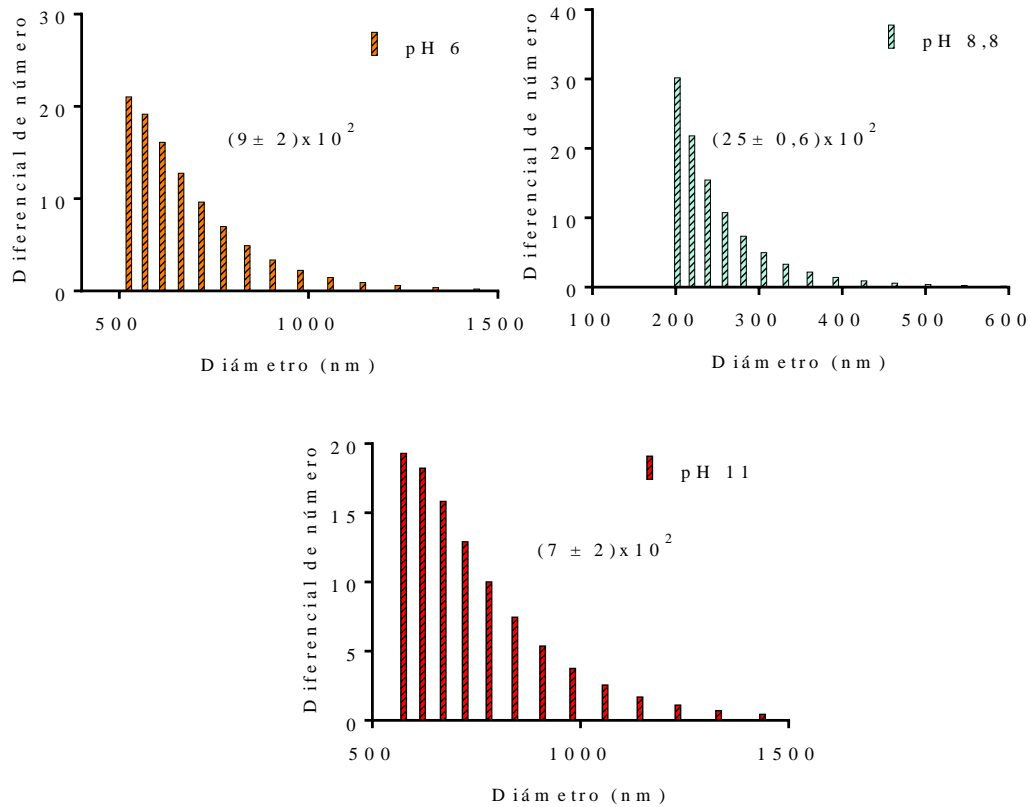 Diferencial de número
30
20
10
0
500 1000 1500
Diámetro (nm)
pH 6
(9 ± 2)x10²
Diferencial de número
40
30
20
10
0
100 200 300 400 500 600
Diámetro (nm)
pH 8,8
(25 ± 0,6)x10²
Diferencial de número
20
15
10
5
0
500 1000 1500
Diámetro (nm)
pH 11
(7 ± 2)x10²